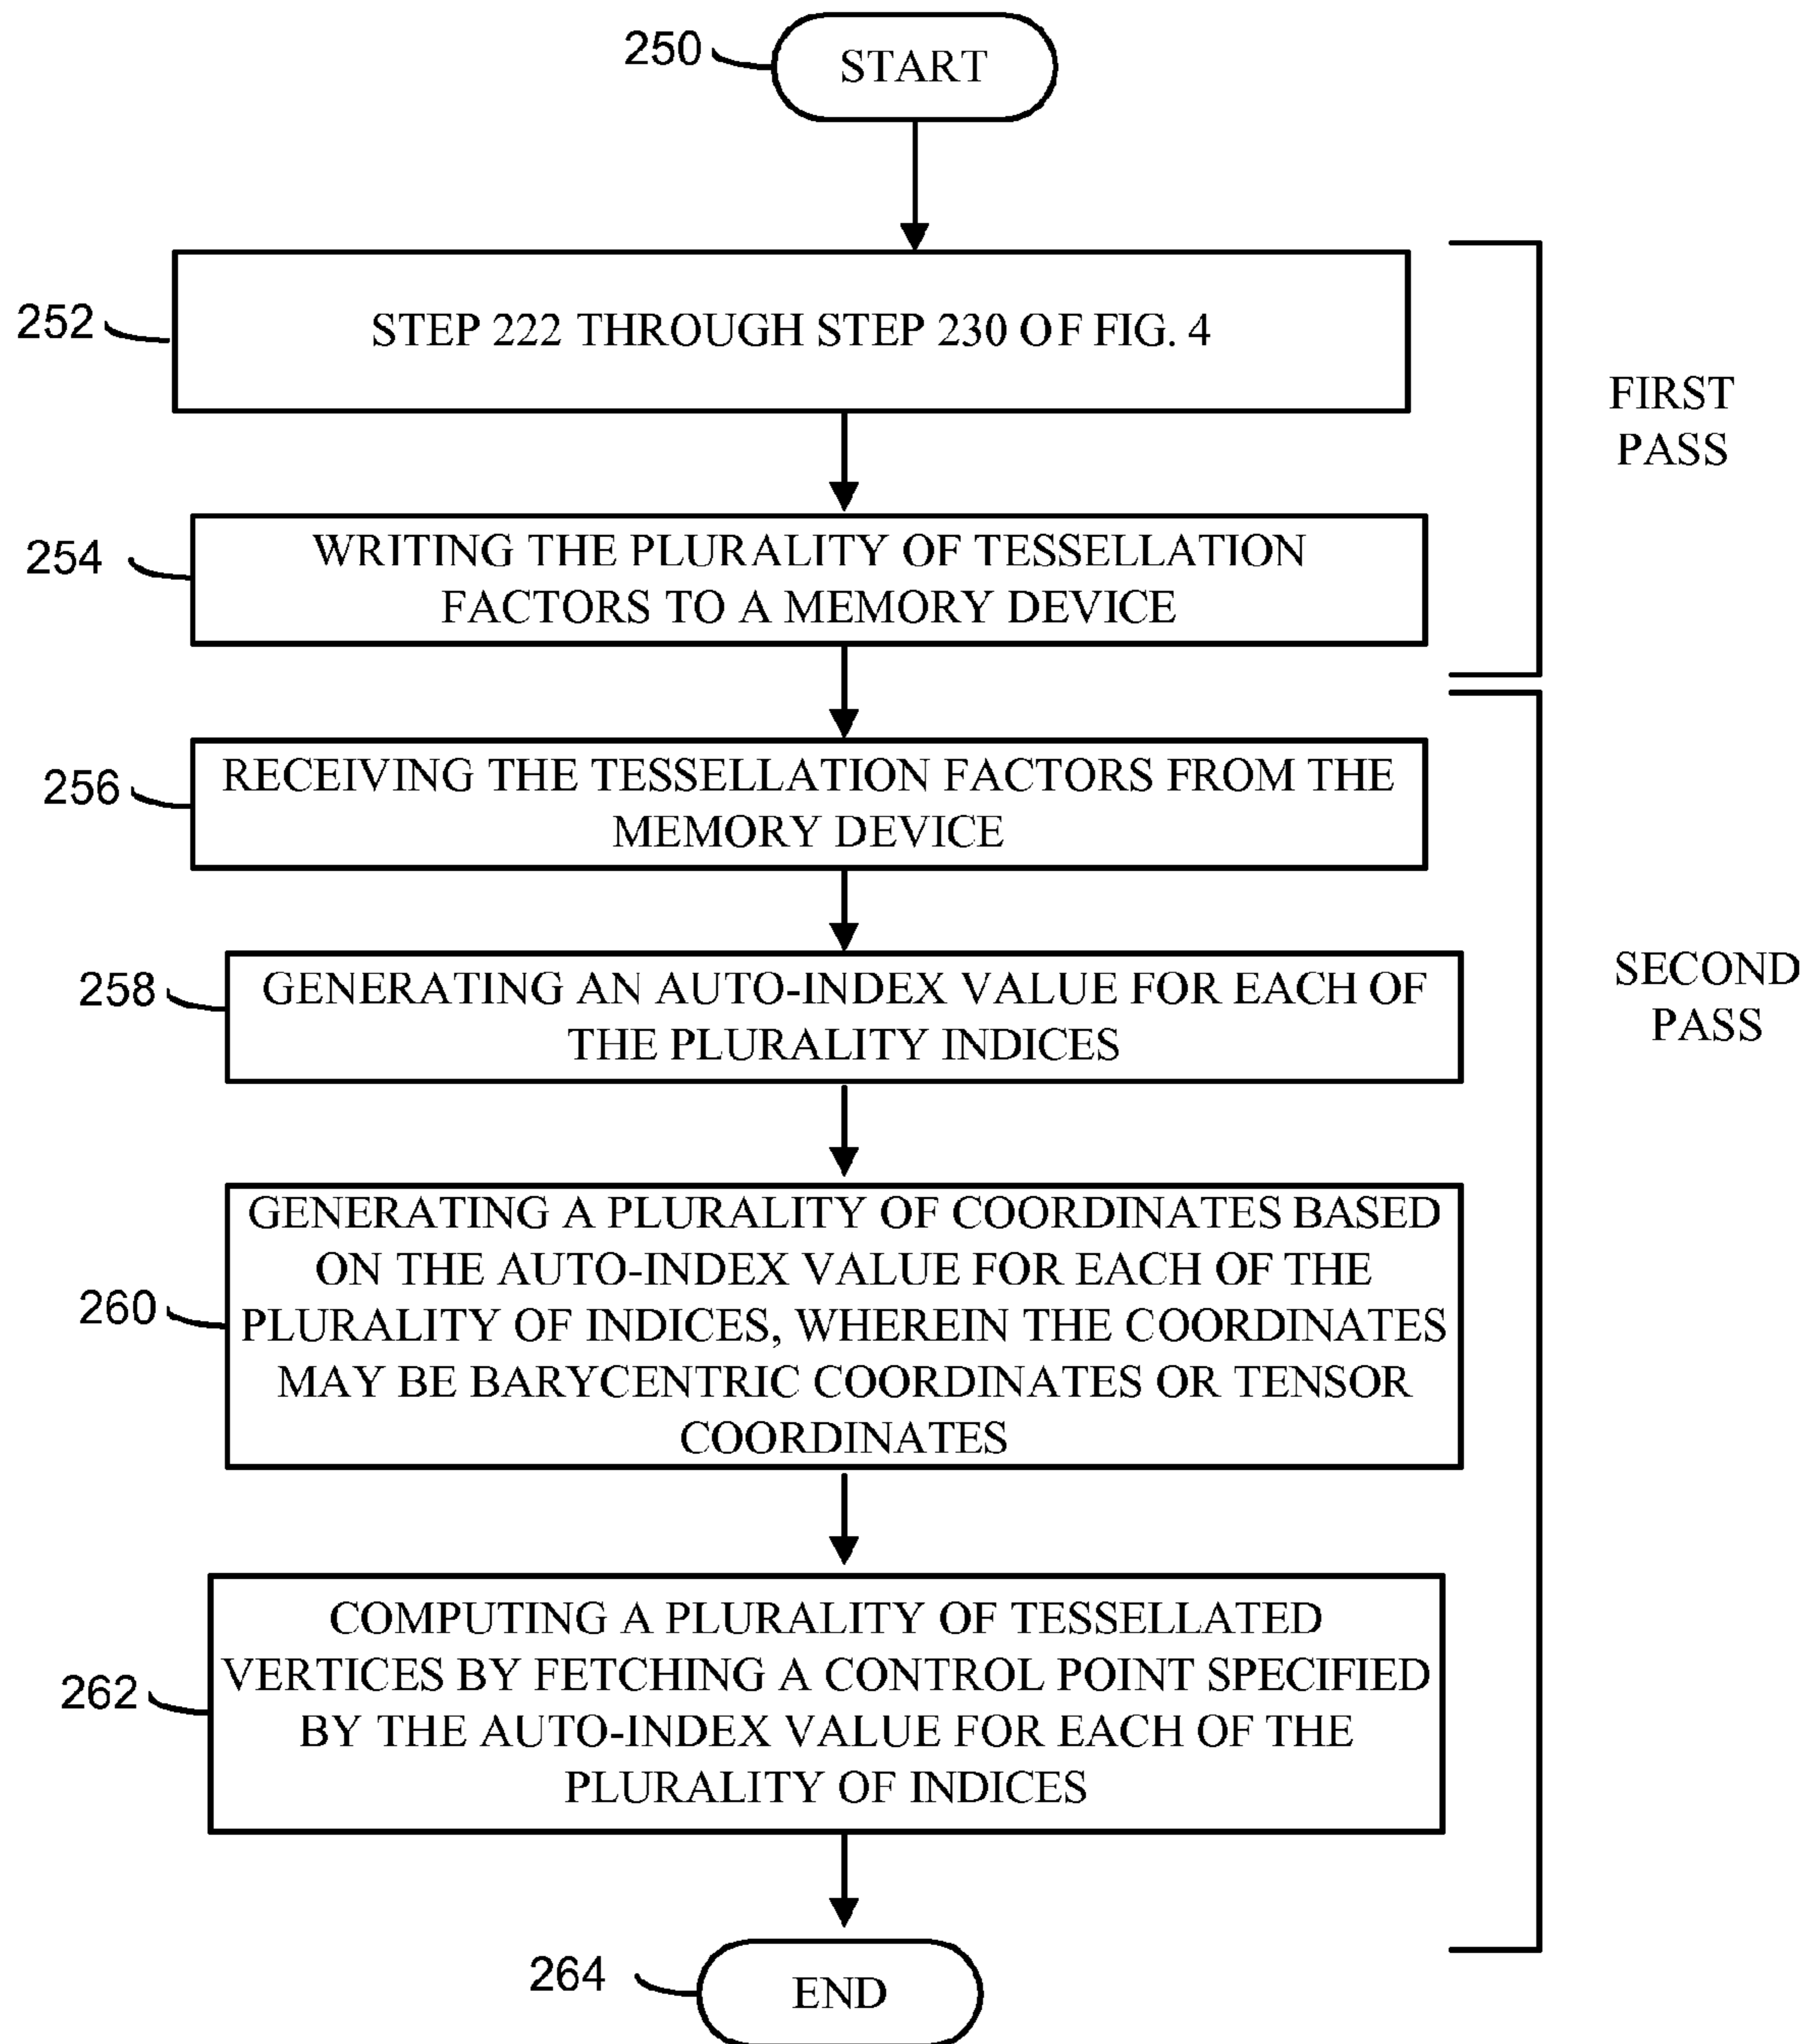 250
START
252
STEP 222 THROUGH STEP 230 OF FIG. 4
FIRST
PASS
254
WRITING THE PLURALITY OF TESSELLATION
FACTORS TO A MEMORY DEVICE
256
RECEIVING THE TESSELLATION FACTORS FROM THE
MEMORY DEVICE
258
GENERATING AN AUTO-INDEX VALUE FOR EACH OF
THE PLURALITY INDICES
SECOND
PASS
260
GENERATING A PLURALITY OF COORDINATES BASED
ON THE AUTO-INDEX VALUE FOR EACH OF THE
PLURALITY OF INDICES, WHEREIN THE COORDINATES
MAY BE BARYCENTRIC COORDINATES OR TENSOR
COORDINATES
262
COMPUTING A PLURALITY OF TESSELLATED
VERTICES BY FETCHING A CONTROL POINT SPECIFIED
BY THE AUTO-INDEX VALUE FOR EACH OF THE
PLURALITY OF INDICES
264
END